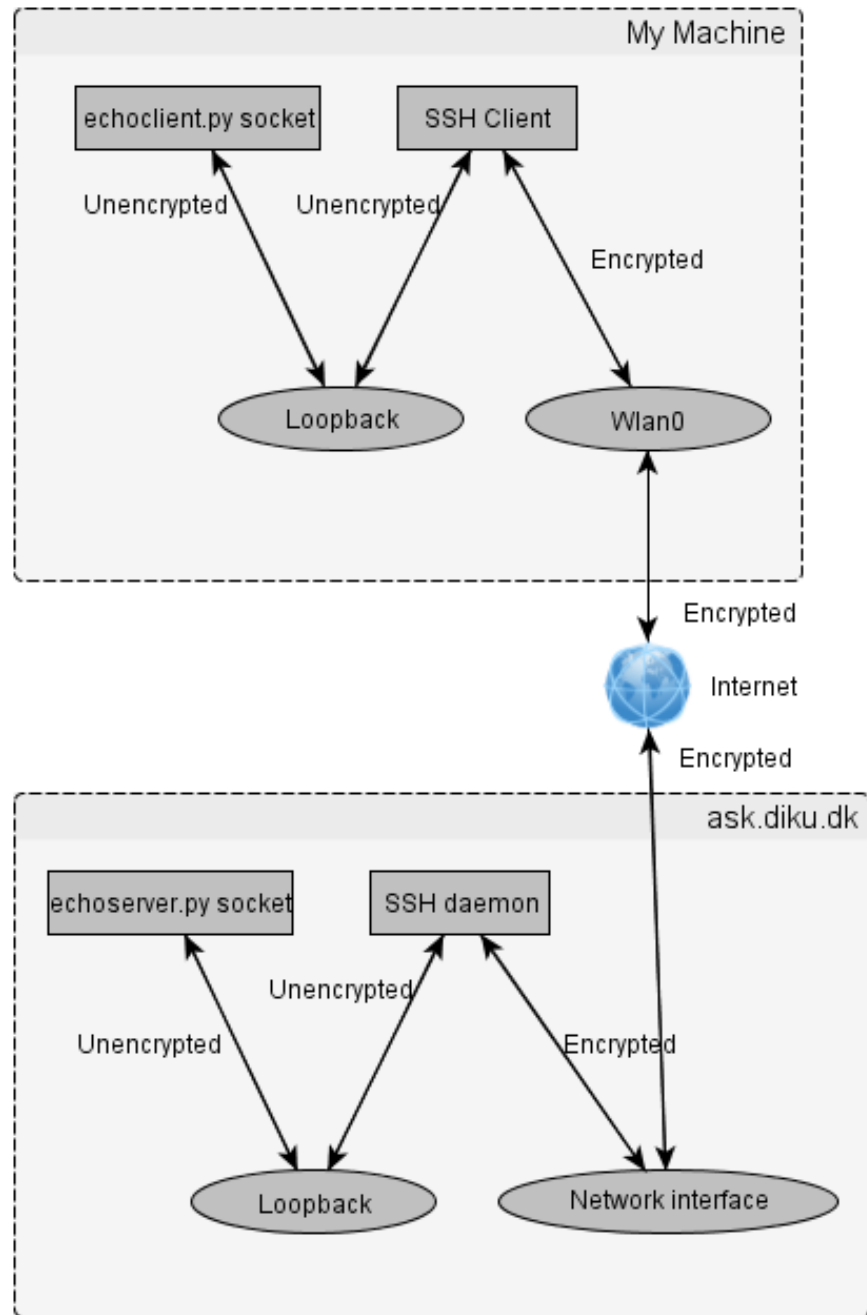 My Machine
echoclient.py socket
SSH Client
Unencrypted
Unencrypted
Encrypted
Loopback
Wlan0
Encrypted
Internet
Encrypted
ask.diku.dk
echoserver.py socket
SSH daemon
Unencrypted
Unencrypted
Encrypted
Loopback
Network interface